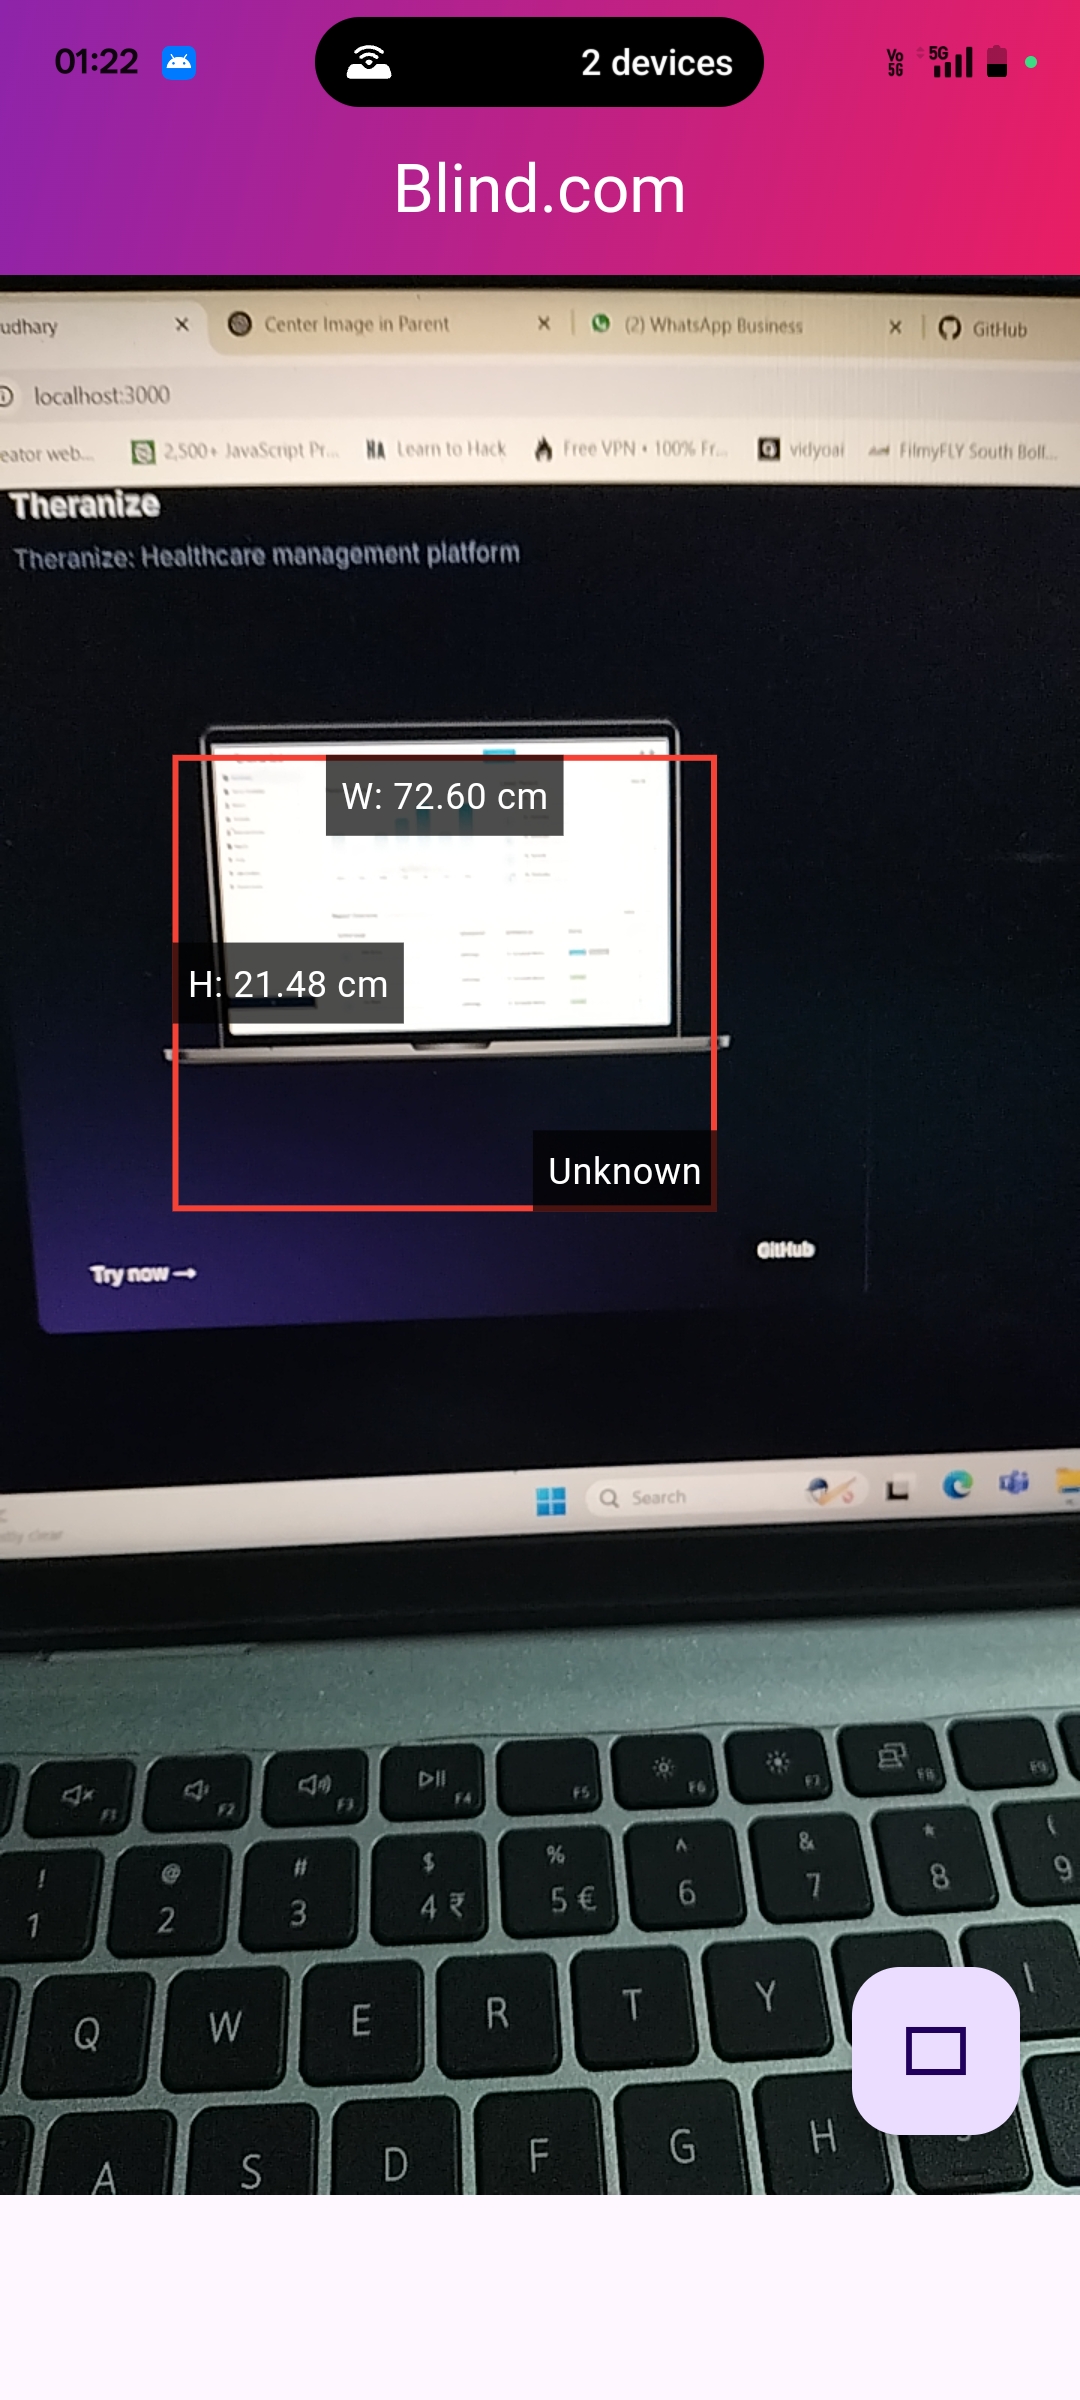 01:22
2 devices
Vo 5G
5G
Blind.com
udhary
Center Image in Parent
(2) WhatsApp Business
GitHub
localhost:3000
eator web...
2,500+ JavaScript Pr...
HA Learn to Hack
Free VPN • 100% Fr...
vidyoai
FilmyFLY South Boll...
Theranize
Theranize: Healthcare management platform
W: 72.60 cm
H: 21.48 cm
Unknown
GitHub
Try now →
Search
stly clear
F1 F2 F3 F4 F5 F6 F7 F8 F9
! @ # $ % ^ & * (
1 2 3 4 ₹ 5 € 6 7 8 9
Q W E R T Y I
A S D F G H